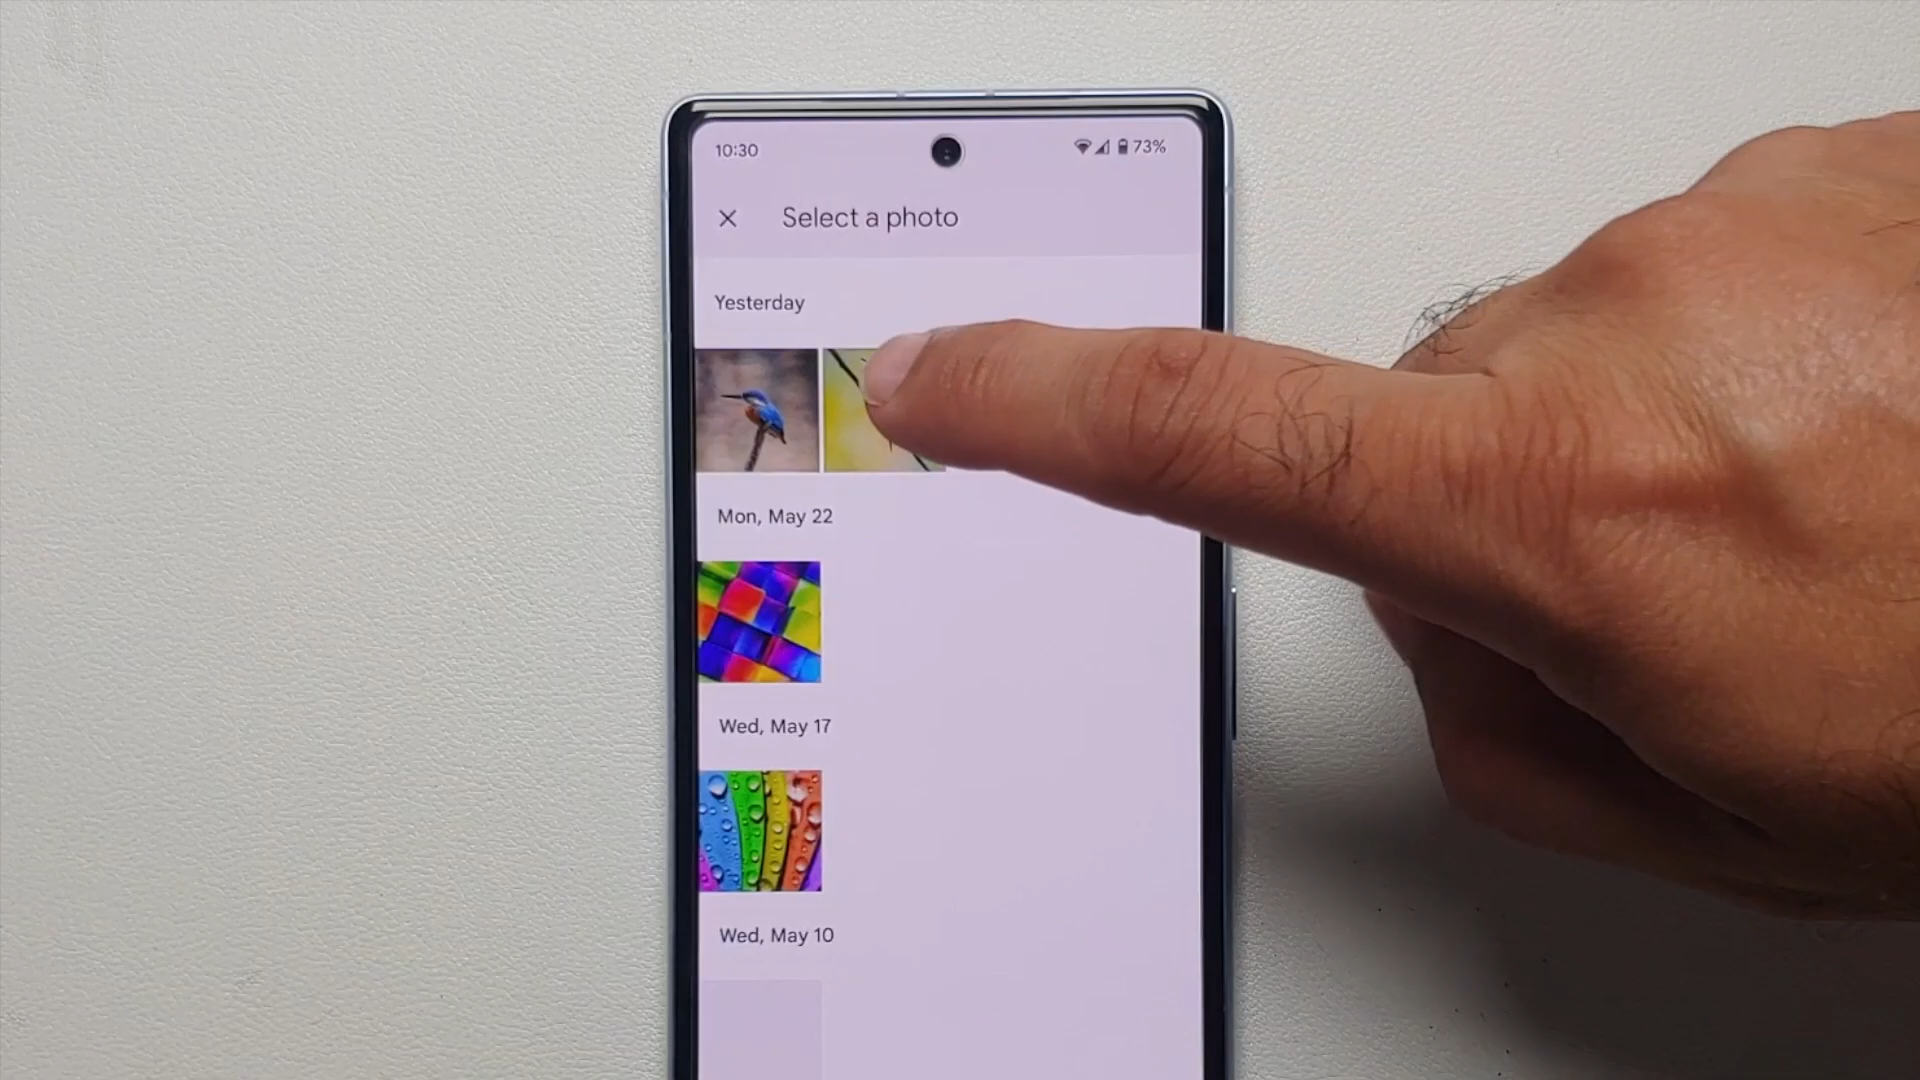 10:30
73%
Select a photo
Yesterday
Mon, May 22
Wed, May 17
Wed, May 10